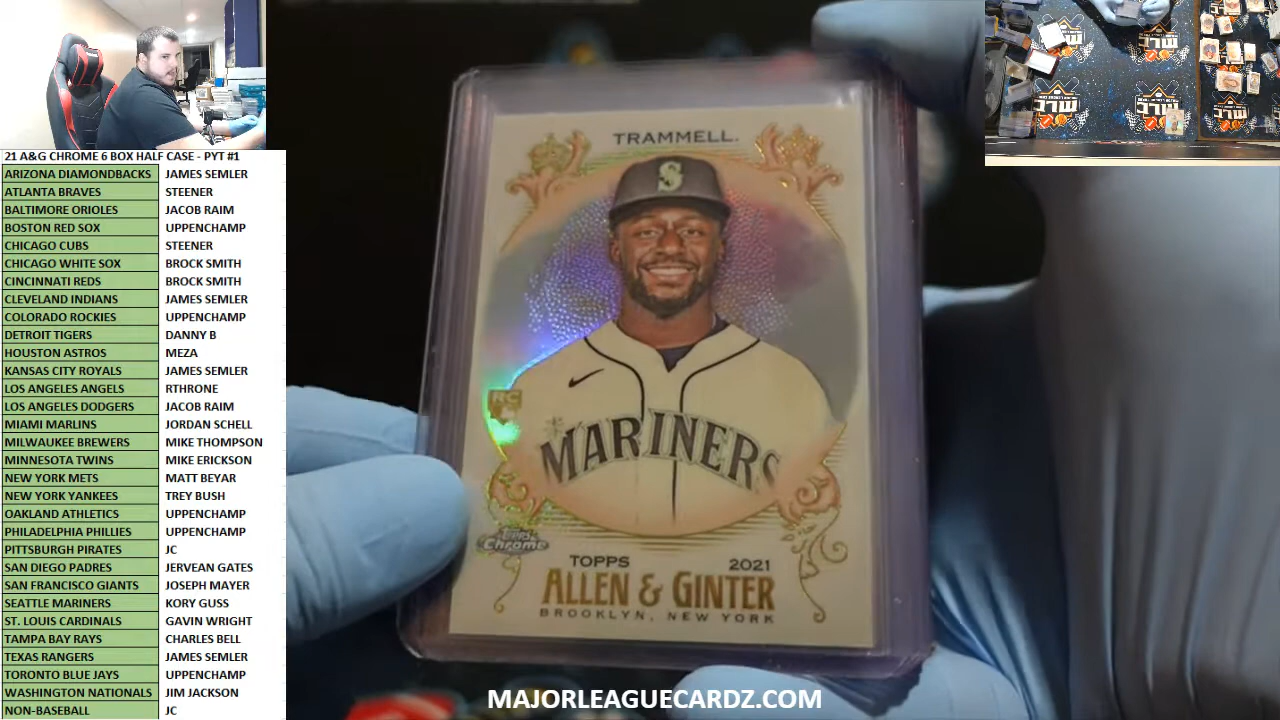 21 A&G CHROME 6 BOX HALF CASE - PYT #1
ARIZONA DIAMONDBACKS JAMES SEMLER
ATLANTA BRAVES STEENER
BALTIMORE ORIOLES JACOB RAIM
BOSTON RED SOX UPPENCHAMP
CHICAGO CUBS STEENER
CHICAGO WHITE SOX BROCK SMITH
CINCINNATI REDS BROCK SMITH
CLEVELAND INDIANS JAMES SEMLER
COLORADO ROCKIES UPPENCHAMP
DETROIT TIGERS DANNY B
HOUSTON ASTROS MEZA
KANSAS CITY ROYALS JAMES SEMLER
LOS ANGELES ANGELS RTHRONE
LOS ANGELES DODGERS JACOB RAIM
MIAMI MARLINS JORDAN SCHELL
MILWAUKEE BREWERS MIKE THOMPSON
MINNESOTA TWINS MIKE ERICKSON
NEW YORK METS MATT BEYAR
NEW YORK YANKEES TREY BUSH
OAKLAND ATHLETICS UPPENCHAMP
PHILADELPHIA PHILLIES UPPENCHAMP
PITTSBURGH PIRATES JC
SAN DIEGO PADRES JERVEAN GATES
SAN FRANCISCO GIANTS JOSEPH MAYER
SEATTLE MARINERS KORY GUSS
ST. LOUIS CARDINALS GAVIN WRIGHT
TAMPA BAY RAYS CHARLES BELL
TEXAS RANGERS JAMES SEMLER
TORONTO BLUE JAYS UPPENCHAMP
WASHINGTON NATIONALS JIM JACKSON
NON-BASEBALL JC
TRAMMELL.
S
RC
MARINERS
Topps
Chrome
TOPPS 2021
ALLEN & GINTER
BROOKLYN, NEW YORK
MAJORLEAGUECARDZ.COM